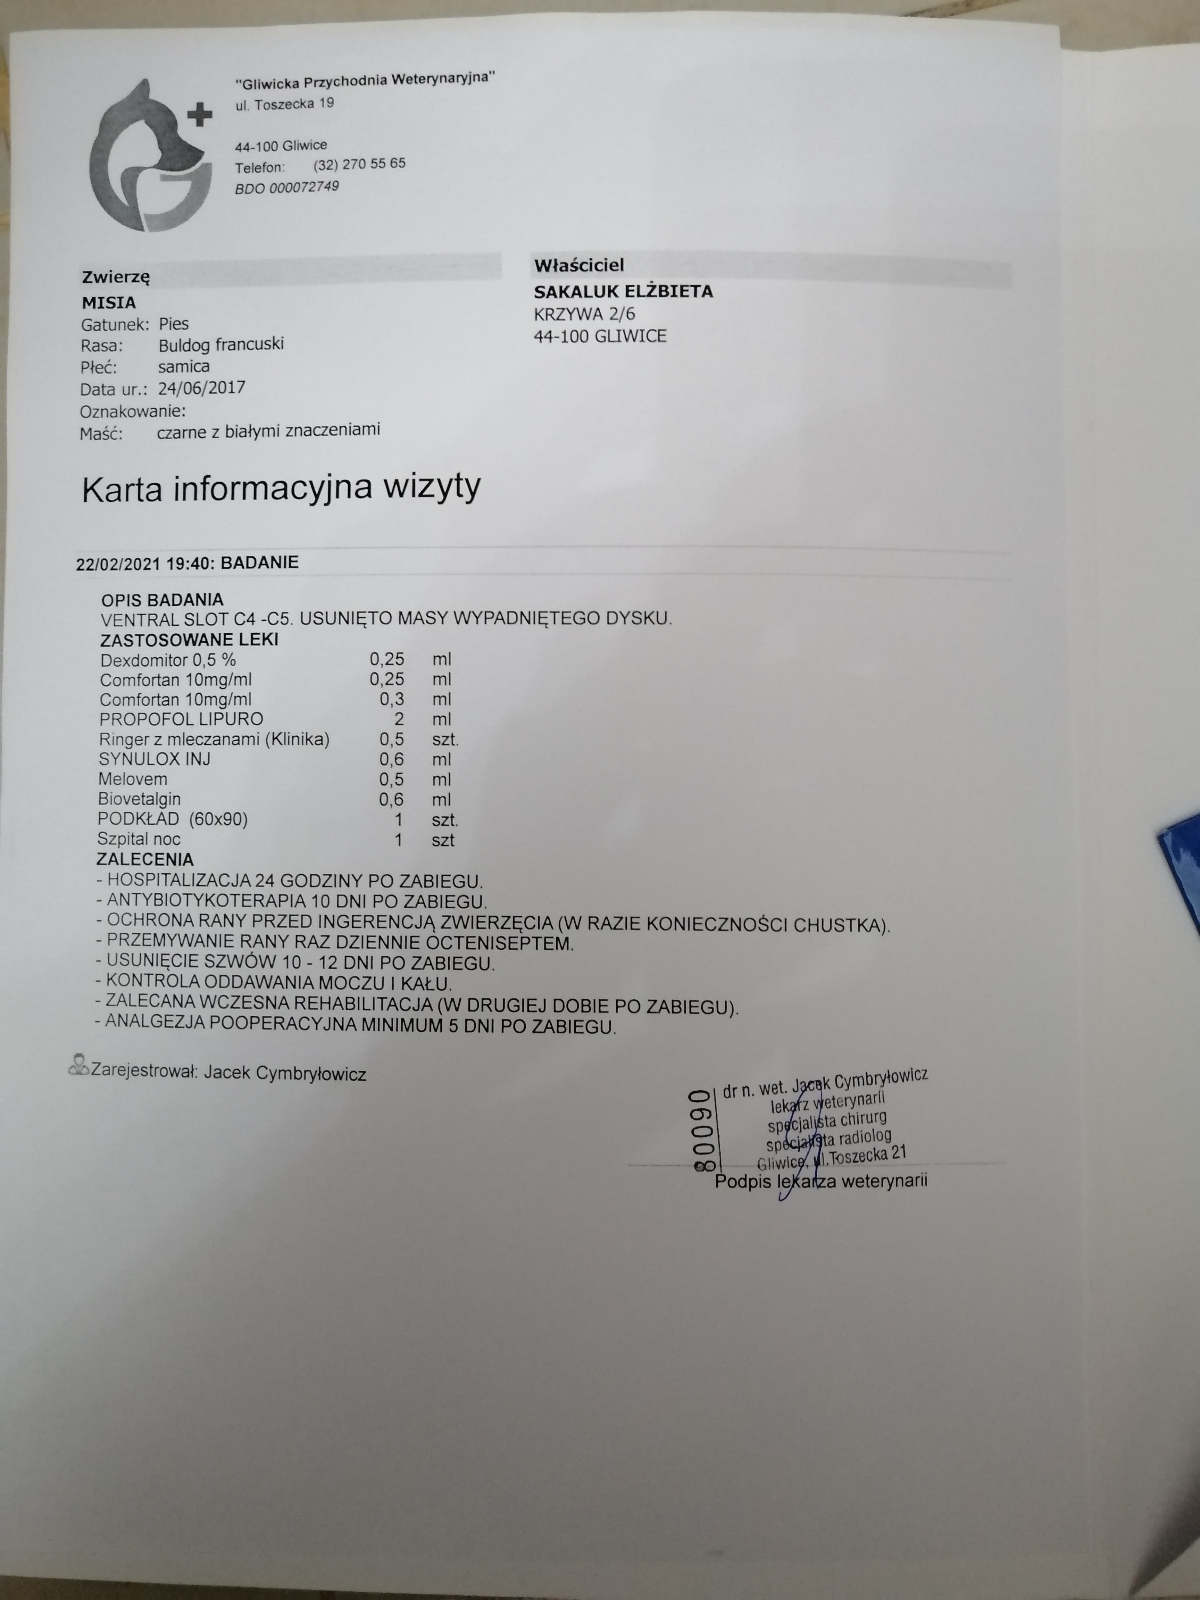 "Gliwicka Przychodnia Weterynaryjna"
ul. Toszecka 19
44-100 Gliwice
Telefon: (32) 270 55 65
BDO 000072749
Zwierzę
MISIA
Gatunek: Pies
Rasa: Buldog francuski
Płeć: samica
Data ur.: 24/06/2017
Oznakowanie:
Maść: czarne z białymi znaczeniami
Właściciel
SAKALUK ELŻBIETA
KRZYWA 2/6
44-100 GLIWICE
Karta informacyjna wizyty
22/02/2021 19:40: BADANIE
OPIS BADANIA
VENTRAL SLOT C4 -C5. USUNIĘTO MASY WYPADNIĘTEGO DYSKU.
ZASTOSOWANE LEKI
Dexdomitor 0,5 % 0,25 ml
Comfortan 10mg/ml 0,25 ml
Comfortan 10mg/ml 0,3 ml
PROPOFOL LIPURO 2 ml
Ringer z mleczanami (Klinika) 0,5 szt.
SYNULOX INJ 0,6 ml
Melovem 0,5 ml
Biovetalgin 0,6 ml
PODKŁAD (60x90) 1 szt.
Szpital noc 1 szt
ZALECENIA
- HOSPITALIZACJA 24 GODZINY PO ZABIEGU.
- ANTYBIOTYKOTERAPIA 10 DNI PO ZABIEGU.
- OCHRONA RANY PRZED INGERENCJĄ ZWIERZĘCIA (W RAZIE KONIECZNOŚCI CHUSTKA).
- PRZEMYWANIE RANY RAZ DZIENNIE OCTENISEPTEM.
- USUNIĘCIE SZWÓW 10 - 12 DNI PO ZABIEGU.
- KONTROLA ODDAWANIA MOCZU I KAŁU.
- ZALECANA WCZESNA REHABILITACJA (W DRUGIEJ DOBIE PO ZABIEGU).
- ANALGEZJA POOPERACYJNA MINIMUM 5 DNI PO ZABIEGU.
Zarejestrował: Jacek Cymbryłowicz
80090
dr n. wet. Jacek Cymbryłowicz
lekarz weterynarii
specjalista chirurg
specjalista radiolog
Gliwice, ul.Toszecka 21
Podpis lekarza weterynarii